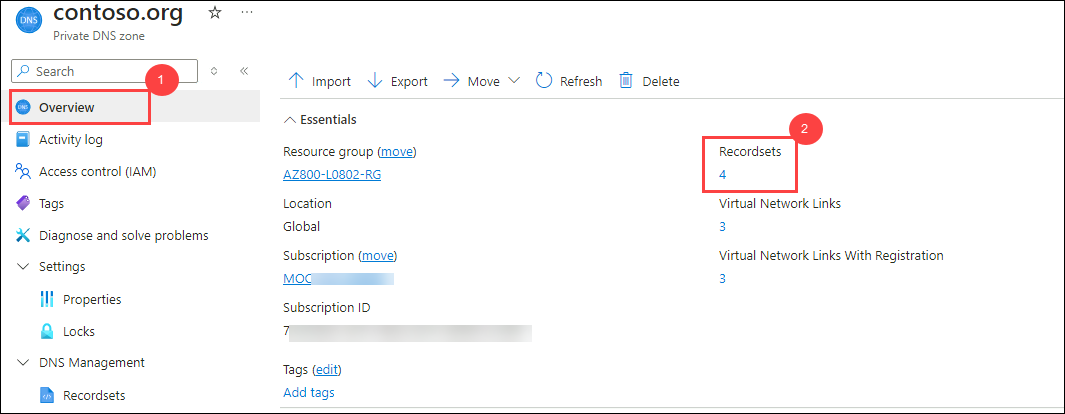 contoso.org
Private DNS zone
Search
1
Overview
Activity log
Access control (IAM)
Tags
Diagnose and solve problems
Settings
Properties
Locks
DNS Management
Recordsets
Import Export Move Refresh Delete
Essentials
Resource group (move)
AZ800-L0802-RG
Location
Global
Subscription (move)
MOC
Subscription ID
7
Tags (edit)
Add tags
2
Recordsets
4
Virtual Network Links
3
Virtual Network Links With Registration
3